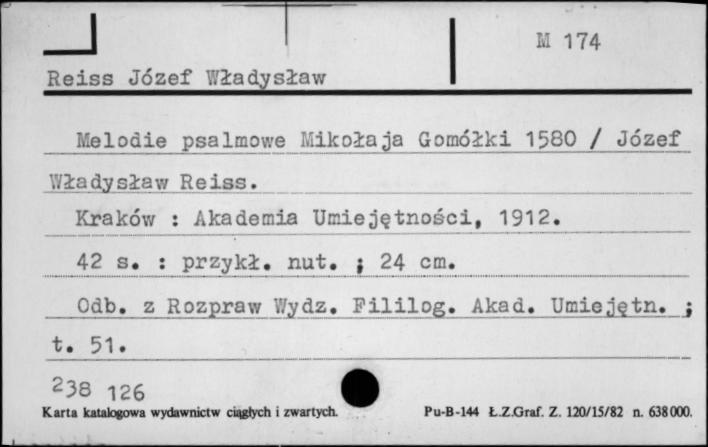 M 174
Reiss Józef Władysław
Melodie psalmowe Mikołaja Gomółki 1580 / Józef
Władysław Reiss.
Kraków : Akademia Umiejętności, 1912.
42 s. : przykł. nut. ; 24 cm.
Odb. z Rozpraw Wydz. Fililog. Akad. Umiejętn. ;
t. 51.
238 126
Karta katalogowa wydawnictw ciągłych i zwartych. Pu-B-144 Ł.Z.Graf. Z. 120/15/82 n. 638000.